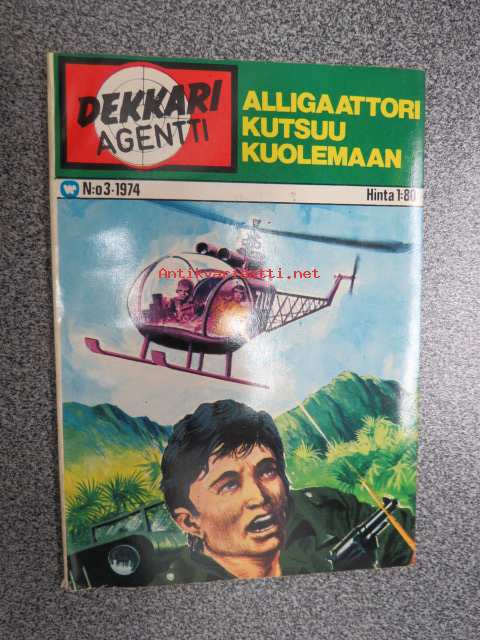 DEKKARI
AGENTTI
ALLIGAATTORI
KUTSUU
KUOLEMAAN
W N:o 3-1974
Hinta 1:80
Antikvariaatti.net